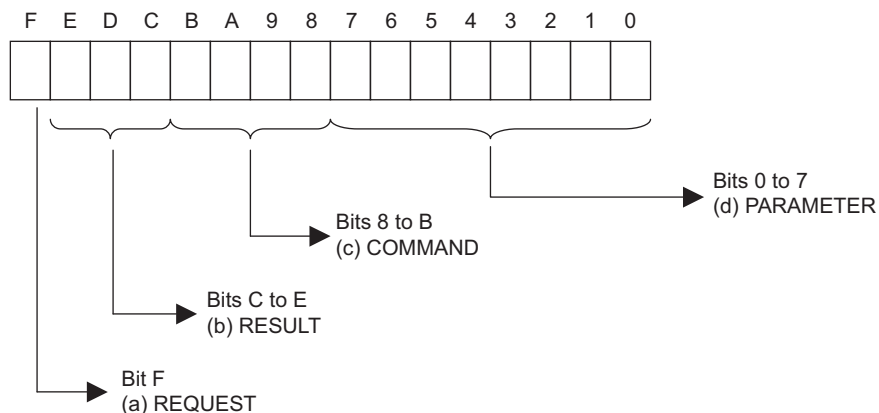 F E D C B A 9 8 7 6 5 4 3 2 1 0
Bits 0 to 7
(d) PARAMETER
Bits 8 to B
(c) COMMAND
Bits C to E
(b) RESULT
Bit F
(a) REQUEST